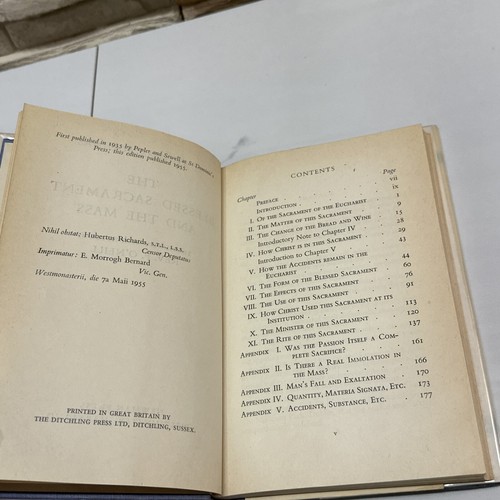 First published in 1935 by Pepler and Sewell at St Dominic's
Press; this edition published 1955.
THE
BLESSED SACRAMENT
AND THE MASS
Nihil obstat; Hubertus Richards, S.T.L., L.S.S.
Censor Deputatus
Imprimatur: E. Morrogh Bernard
Vic. Gen.
Westmonasterii, die 7a Maii 1955
PRINTED IN GREAT BRITAIN BY
THE DITCHLING PRESS LTD, DITCHLING, SUSSEX.
CONTENTS
Chapter Page
PREFACE vii
INTRODUCTION ix
I. OF THE SACRAMENT OF THE EUCHARIST 1
II. THE MATTER OF THIS SACRAMENT 9
III. THE CHANGE OF THE BREAD AND WINE 15
Introductory Note to Chapter IV 28
IV. HOW CHRIST IS IN THIS SACRAMENT 29
Introduction to Chapter V 43
V. HOW THE ACCIDENTS REMAIN IN THE
EUCHARIST 44
VI. THE FORM OF THE BLESSED SACRAMENT 60
VII. THE EFFECTS OF THIS SACRAMENT 76
VIII. THE USE OF THIS SACRAMENT 91
IX. HOW CHRIST USED THIS SACRAMENT AT ITS
INSTITUTION 113
X. THE MINISTER OF THIS SACRAMENT 120
XI. THE RITE OF THIS SACRAMENT 137
APPENDIX I. WAS THE PASSION ITSELF A COM-
PLETE SACRIFICE? 161
APPENDIX II. IS THERE A REAL IMMOLATION IN
THE MASS? 166
APPENDIX III. MAN'S FALL AND EXALTATION 170
APPENDIX IV. QUANTITY, MATERIA SIGNATA, ETC. 173
APPENDIX V. ACCIDENTS, SUBSTANCE, ETC. 177
v